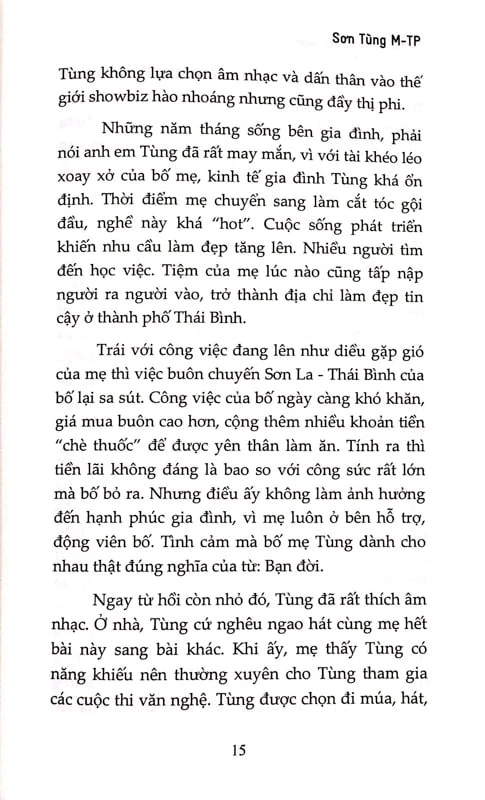 Sơn Tùng M-TP
Tùng không lựa chọn âm nhạc và dấn thân vào thế
giới showbiz hào nhoáng nhưng cũng đầy thị phi.
Những năm tháng sống bên gia đình, phải
nói anh em Tùng đã rất may mắn, vì với tài khéo léo
xoay xở của bố mẹ, kinh tế gia đình Tùng khá ổn
định. Thời điểm mẹ chuyển sang làm cắt tóc gội
đầu, nghề này khá “hot”. Cuộc sống phát triển
khiến nhu cầu làm đẹp tăng lên. Nhiều người tìm
đến học việc. Tiệm của mẹ lúc nào cũng tấp nập
người ra người vào, trở thành địa chỉ làm đẹp tin
cậy ở thành phố Thái Bình.
Trái với công việc đang lên như diều gặp gió
của mẹ thì việc buôn chuyến Sơn La - Thái Bình của
bố lại sa sút. Công việc của bố ngày càng khó khăn,
giá mua buôn cao hơn, cộng thêm nhiều khoản tiền
“chè thuốc” để được yên thân làm ăn. Tính ra thì
tiền lãi không đáng là bao so với công sức rất lớn
mà bố bỏ ra. Nhưng điều ấy không làm ảnh hưởng
đến hạnh phúc gia đình, vì mẹ luôn ở bên hỗ trợ,
động viên bố. Tình cảm mà bố mẹ Tùng dành cho
nhau thật đúng nghĩa của từ: Bạn đời.
Ngay từ hồi còn nhỏ đó, Tùng đã rất thích âm
nhạc. Ở nhà, Tùng cứ nghêu ngao hát cùng mẹ hết
bài này sang bài khác. Khi ấy, mẹ thấy Tùng có
năng khiếu nên thường xuyên cho Tùng tham gia
các cuộc thi văn nghệ. Tùng được chọn đi múa, hát,
15